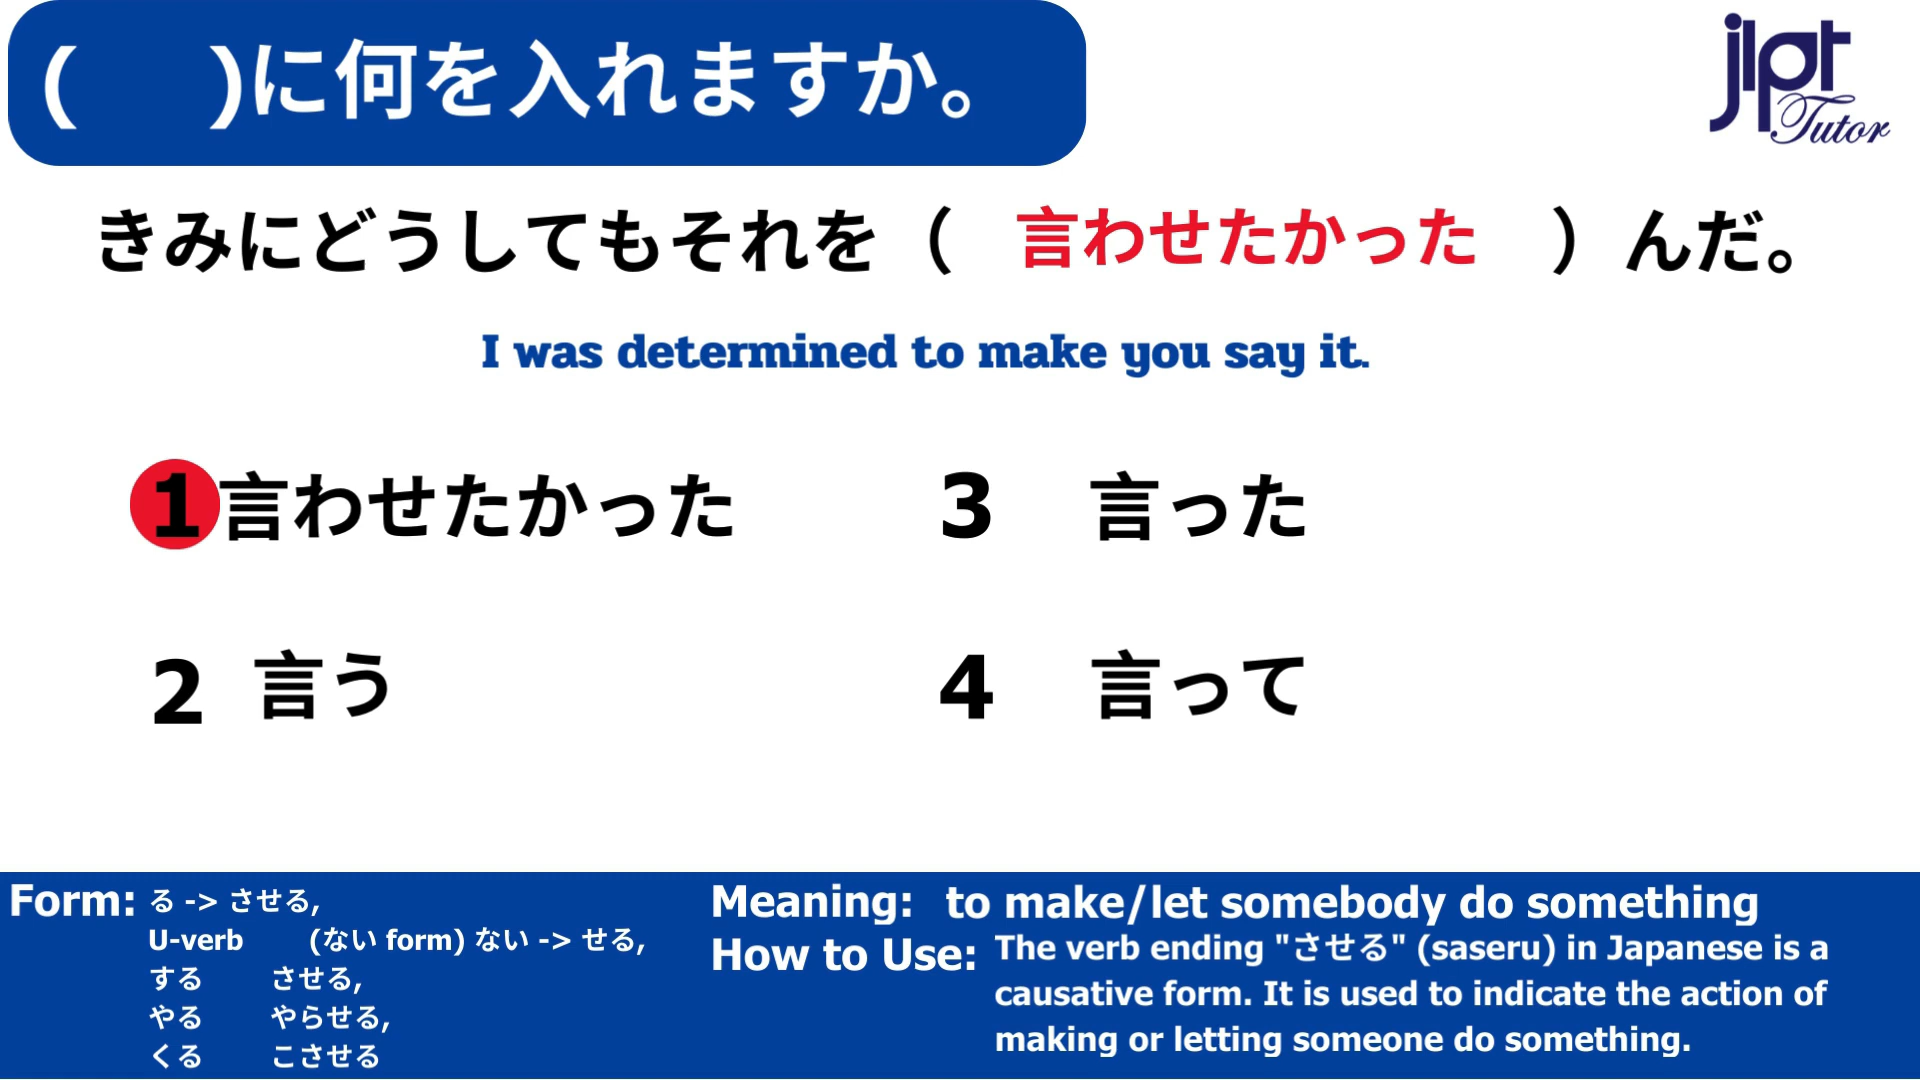 (　　)に何を入れますか。
jlpt
Tutor
きみにどうしてもそれを（　言わせたかった　）んだ。
I was determined to make you say it.
1 言わせたかった
3 言った
2 言う
4 言って
Form: る -> させる,
U-verb (ない form) ない -> せる,
する させる,
やる やらせる,
くる こさせる
Meaning: to make/let somebody do something
How to Use: The verb ending "させる" (saseru) in Japanese is a
causative form. It is used to indicate the action of
making or letting someone do something.